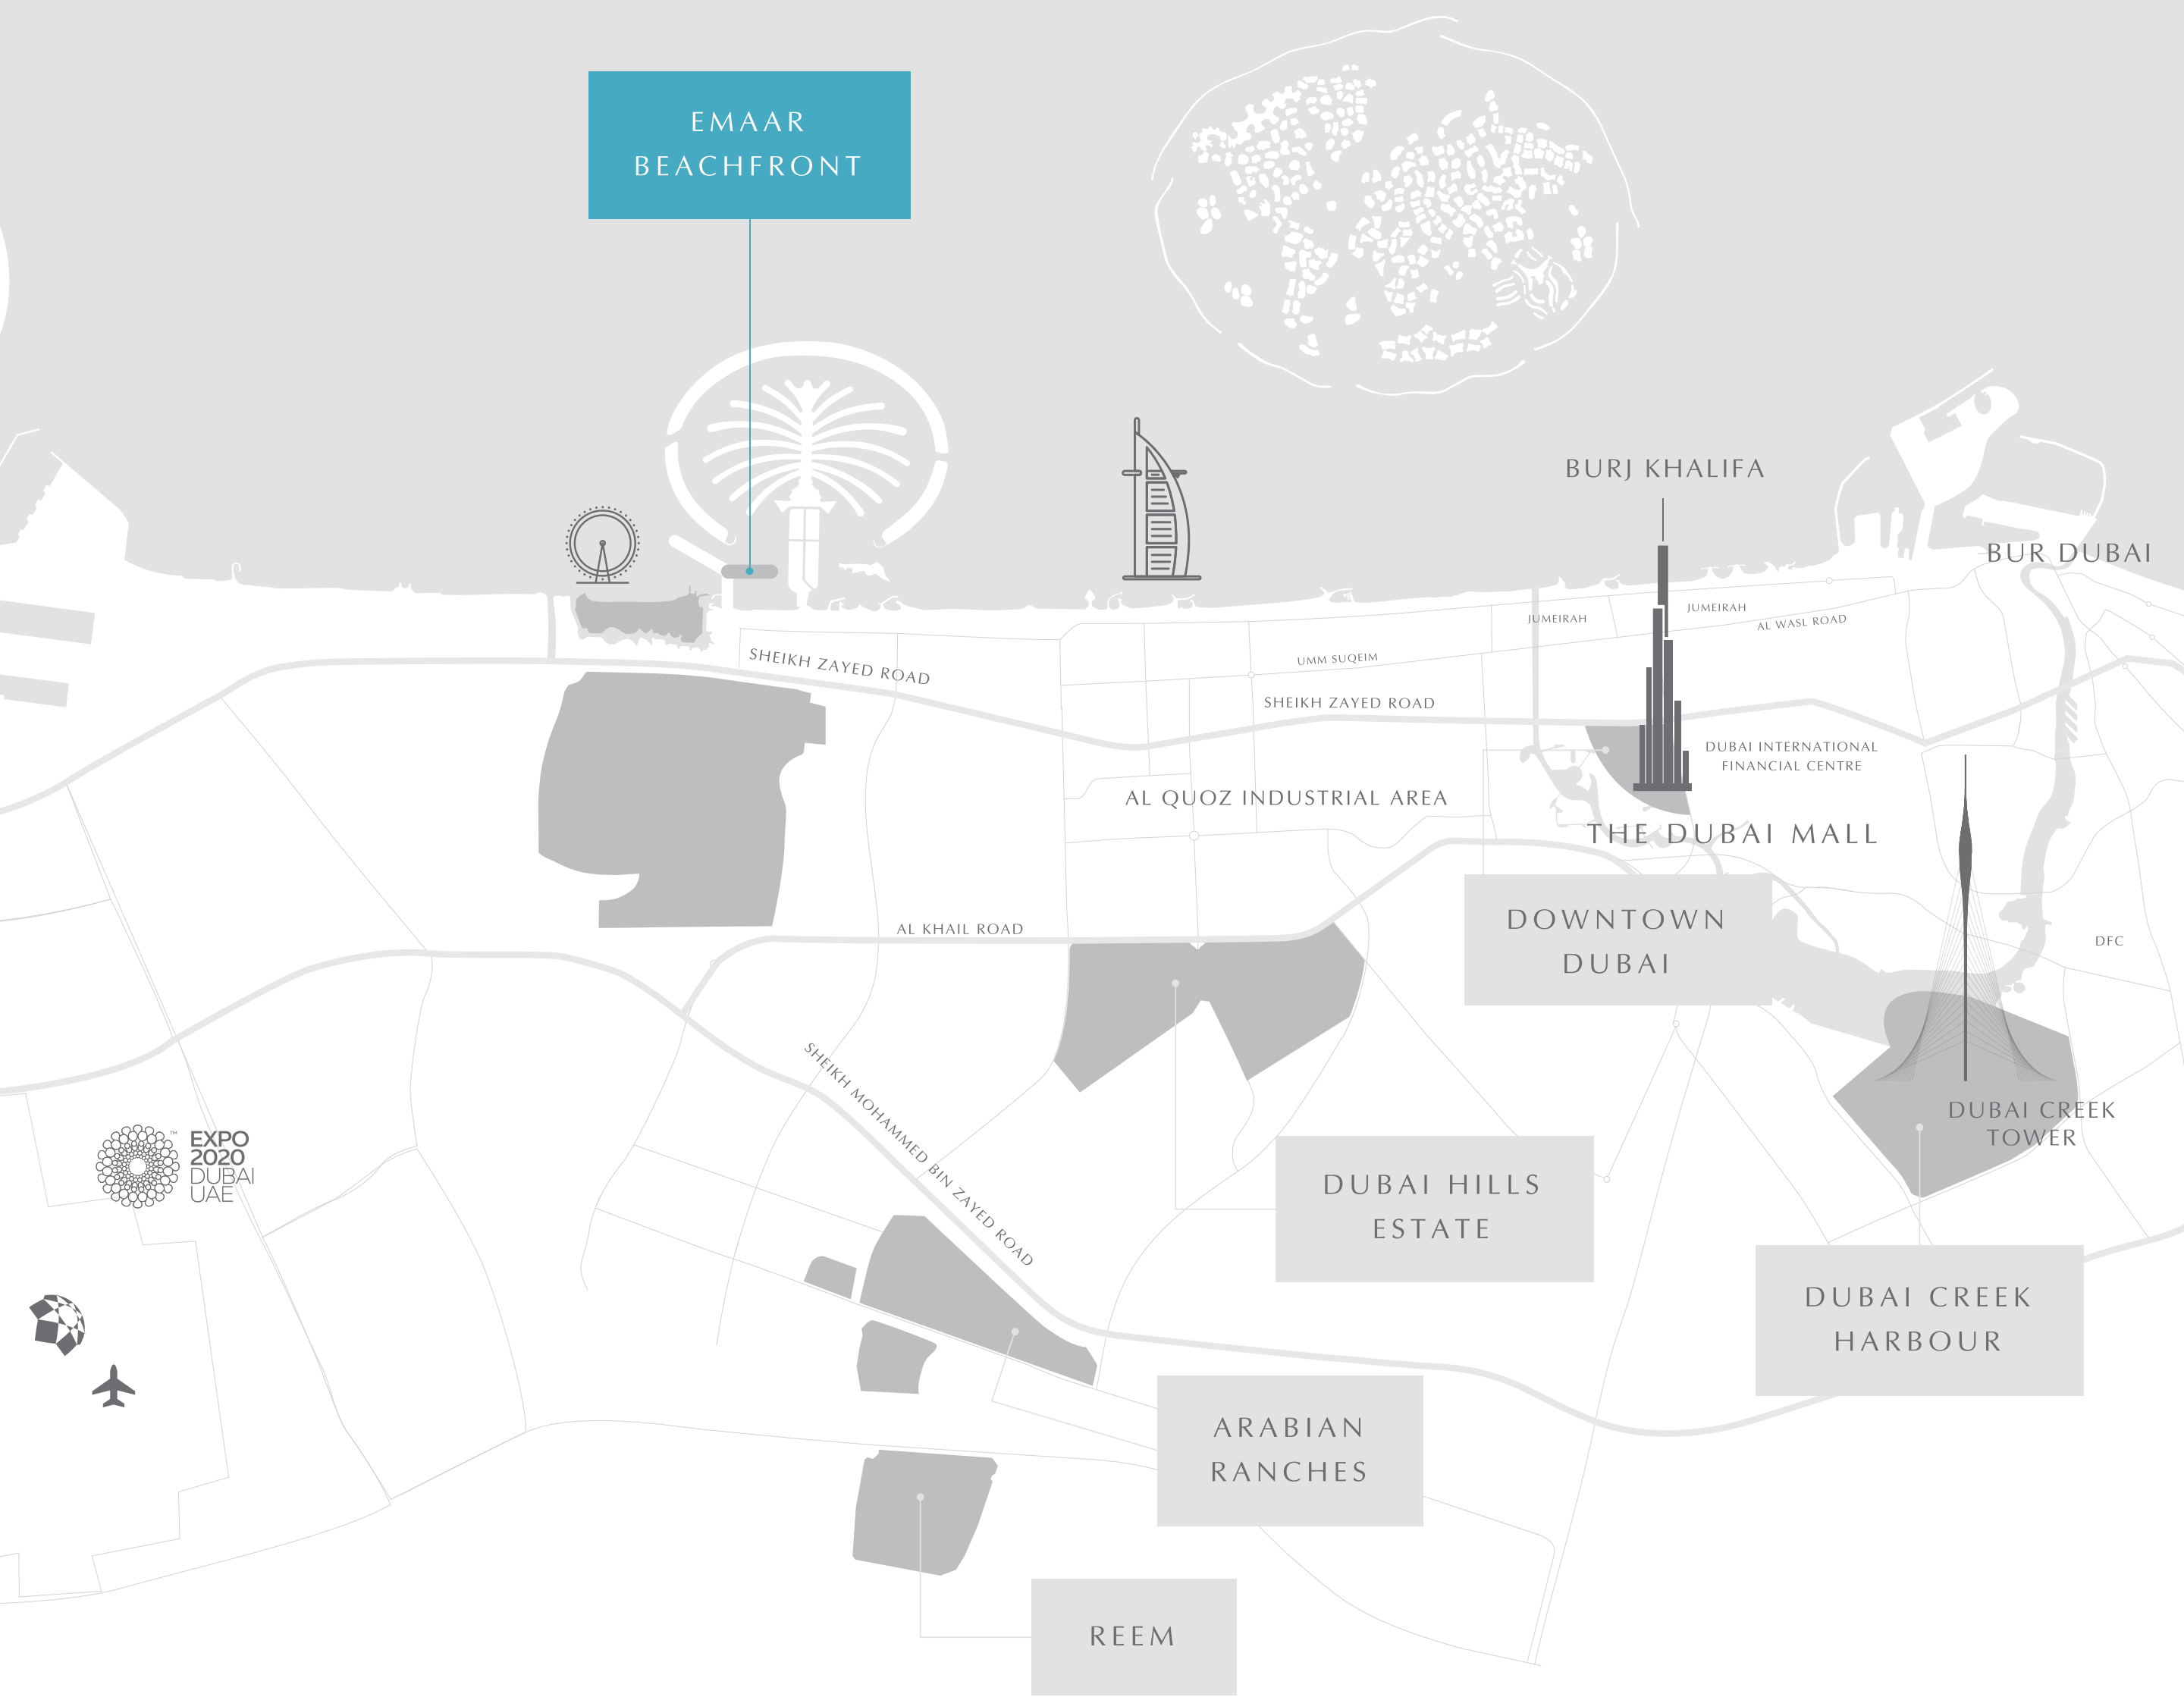 EMAAR
BEACHFRONT
BURJ KHALIFA
BUR DUBAI
JUMEIRAH
JUMEIRAH
AL WASL ROAD
SHEIKH ZAYED ROAD
UMM SUQEIM
SHEIKH ZAYED ROAD
DUBAI INTERNATIONAL
FINANCIAL CENTRE
AL QUOZ INDUSTRIAL AREA
THE DUBAI MALL
AL KHAIL ROAD
DOWNTOWN
DUBAI
DFC
SHEIKH MOHAMMED BIN ZAYED ROAD
DUBAI CREEK
TOWER
TM
EXPO
2020
DUBAI
UAE
DUBAI HILLS
ESTATE
DUBAI CREEK
HARBOUR
ARABIAN
RANCHES
REEM